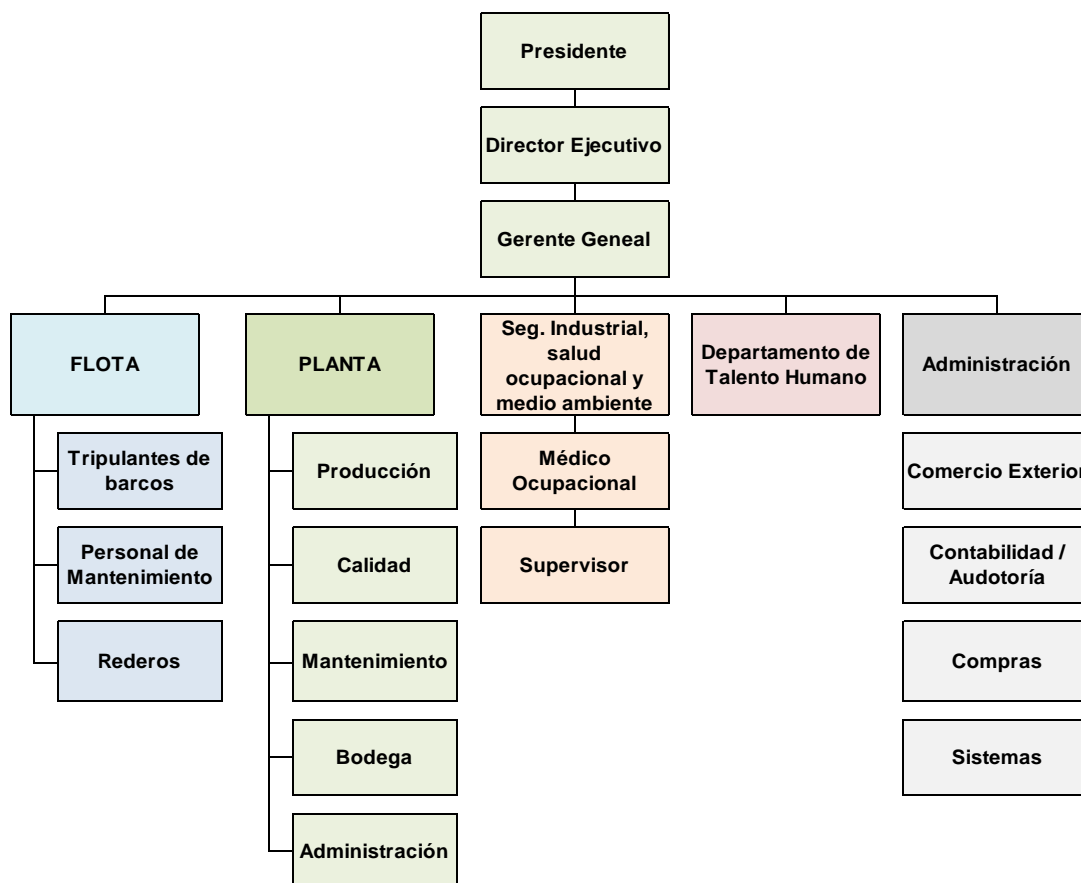 Presidente
Director Ejecutivo
Gerente Geneal
FLOTA
PLANTA
Seg. Industrial,
salud
ocupacional y
medio ambiente
Departamento de
Talento Humano
Administración
Tripulantes de
barcos
Personal de
Mantenimiento
Rederos
Producción
Calidad
Mantenimiento
Bodega
Administración
Médico
Ocupacional
Supervisor
Comercio Exterior
Contabilidad /
Audotoría
Compras
Sistemas